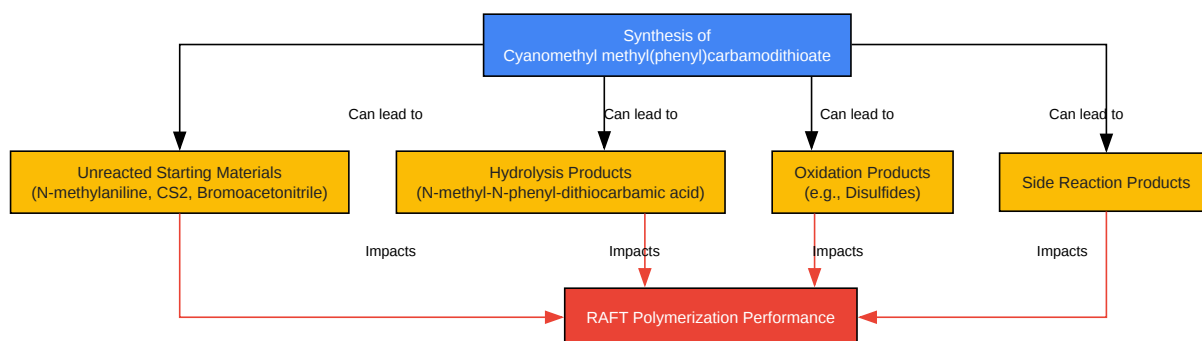 Synthesis of
Cyanomethyl methyl(phenyl)carbamodithioate
Can lead to
Can lead to
Can lead to
Can lead to
Unreacted Starting Materials
(N-methylaniline, CS2, Bromoacetonitrile)
Hydrolysis Products
(N-methyl-N-phenyl-dithiocarbamic acid)
Oxidation Products
(e.g., Disulfides)
Side Reaction Products
Impacts
Impacts
Impacts
Impacts
RAFT Polymerization Performance